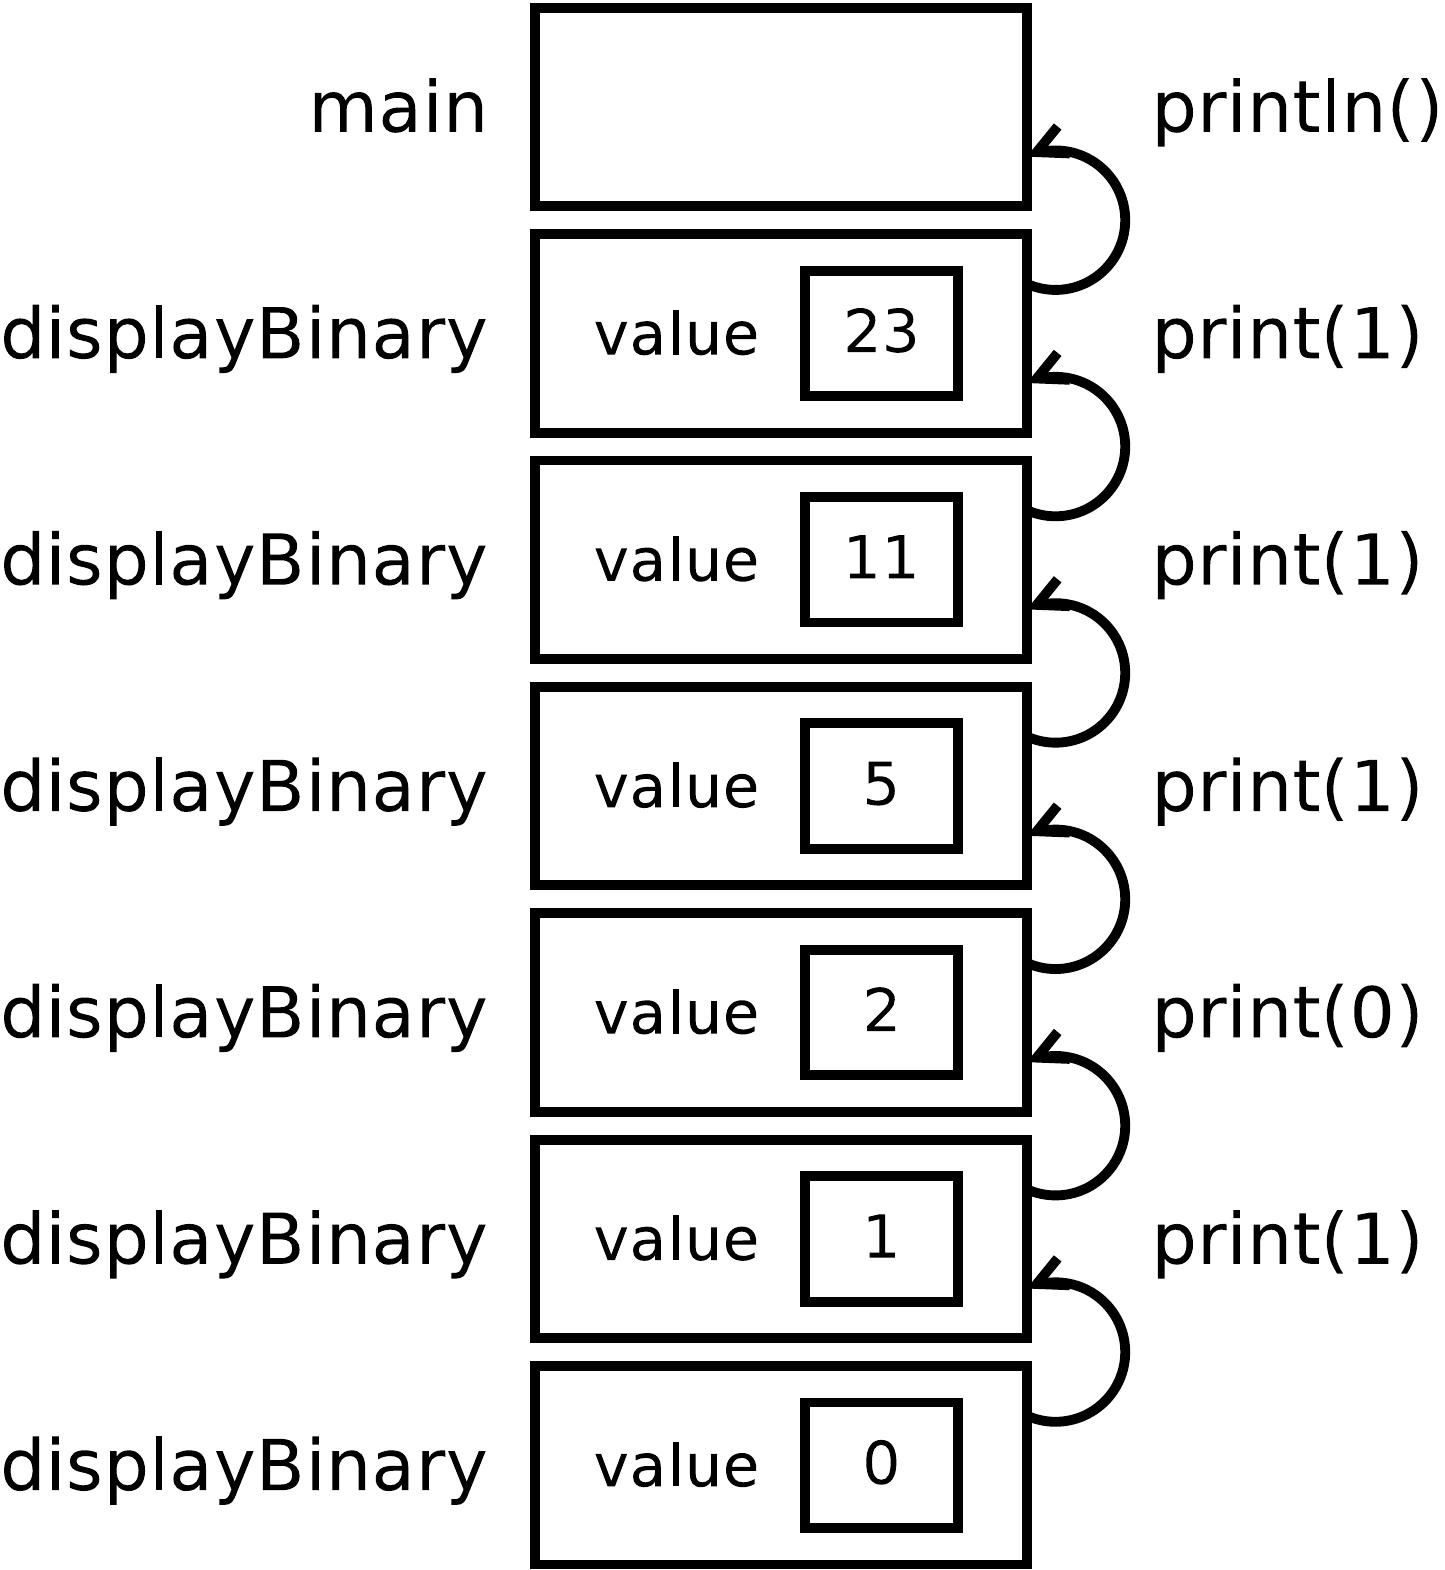 main println()
displayBinary value 23 print(1)
displayBinary value 11 print(1)
displayBinary value 5 print(1)
displayBinary value 2 print(0)
displayBinary value 1 print(1)
displayBinary value 0